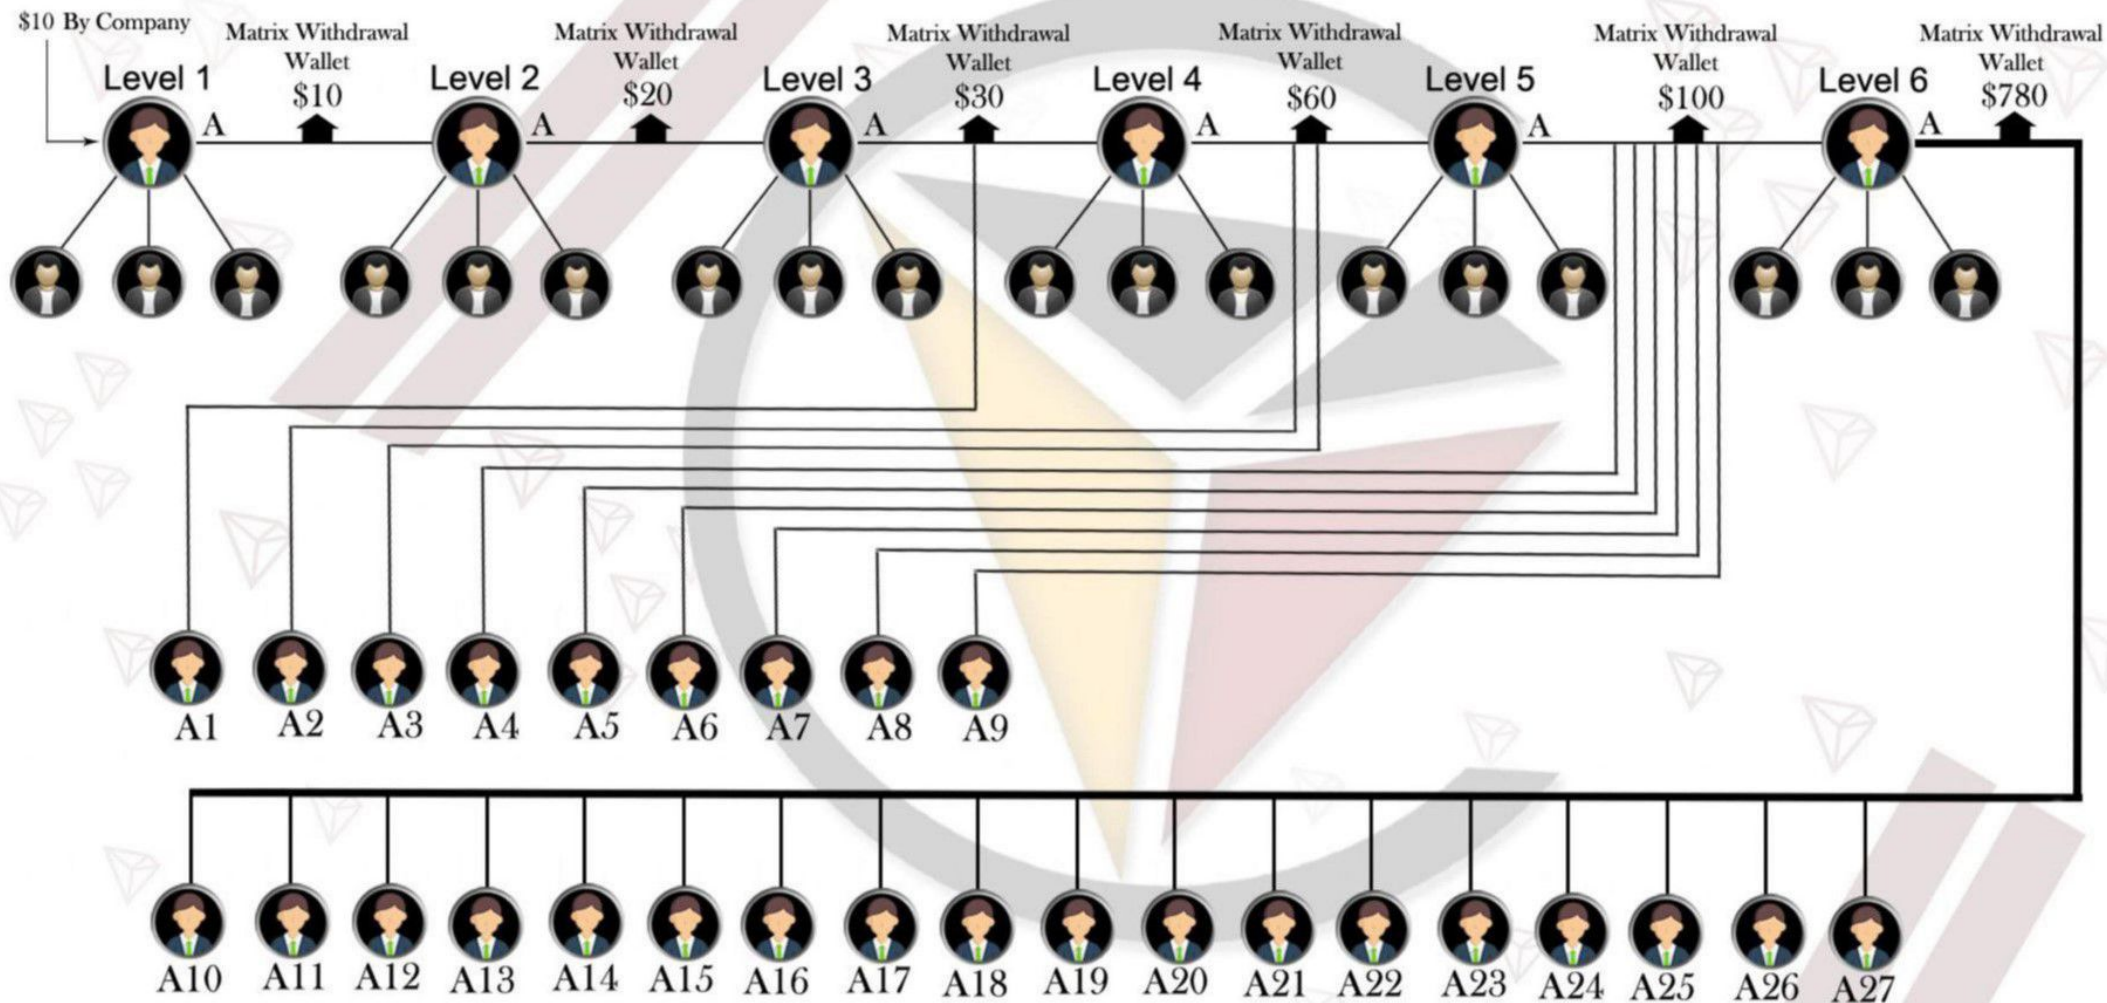 $10 By Company
Level 1
A
Matrix Withdrawal
Wallet
$10
Level 2
A
Matrix Withdrawal
Wallet
$20
Level 3
A
Matrix Withdrawal
Wallet
$30
Level 4
A
Matrix Withdrawal
Wallet
$60
Level 5
A
Matrix Withdrawal
Wallet
$100
Level 6
A
Matrix Withdrawal
Wallet
$780
A1
A2
A3
A4
A5
A6
A7
A8
A9
A10
A11
A12
A13
A14
A15
A16
A17
A18
A19
A20
A21
A22
A23
A24
A25
A26
A27